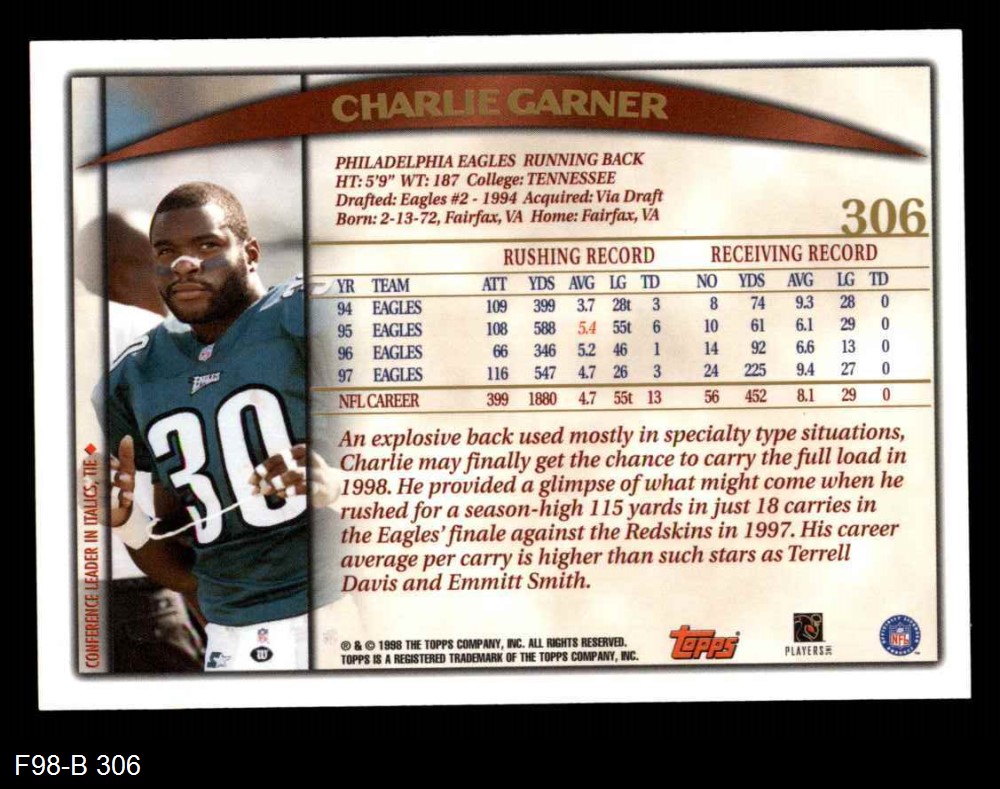 CHARLIE GARNER
PHILADELPHIA EAGLES RUNNING BACK
HT: 5'9" WT: 187 College: TENNESSEE
Drafted: Eagles #2 - 1994 Acquired: Via Draft
Born: 2-13-72, Fairfax, VA Home: Fairfax, VA
306
RUSHING RECORD RECEIVING RECORD
YR TEAM ATT YDS AVG LG TD NO YDS AVG LG TD
94 EAGLES 109 399 3.7 28t 3 8 74 9.3 28 0
95 EAGLES 108 588 5.4 55t 6 10 61 6.1 29 0
96 EAGLES 66 346 5.2 46 1 14 92 6.6 13 0
97 EAGLES 116 547 4.7 26 3 24 225 9.4 27 0
NFL CAREER 399 1880 4.7 55t 13 56 452 8.1 29 0
An explosive back used mostly in specialty type situations,
Charlie may finally get the chance to carry the full load in
1998. He provided a glimpse of what might come when he
rushed for a season-high 115 yards in just 18 carries in
the Eagles' finale against the Redskins in 1997. His career
average per carry is higher than such stars as Terrell
Davis and Emmitt Smith.
® & © 1998 THE TOPPS COMPANY, INC. ALL RIGHTS RESERVED.
TOPPS IS A REGISTERED TRADEMARK OF THE TOPPS COMPANY, INC.
Topps
PLAYERS INC
NFL
CONFERENCE LEADER IN ITALICS, TIE ◆
EAGLES
30
30
W
F98-B 306